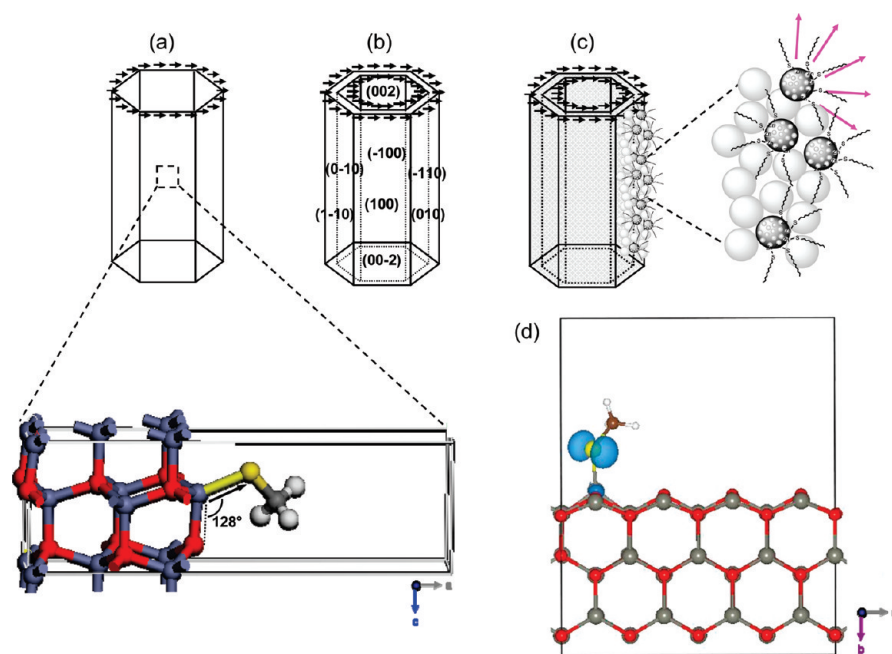 (a)
(b)
(c)
(002)
(-100)
(0-10)
(-110)
(100)
(1-10)
(010)
(00-2)
(d)
128°
a
c
b